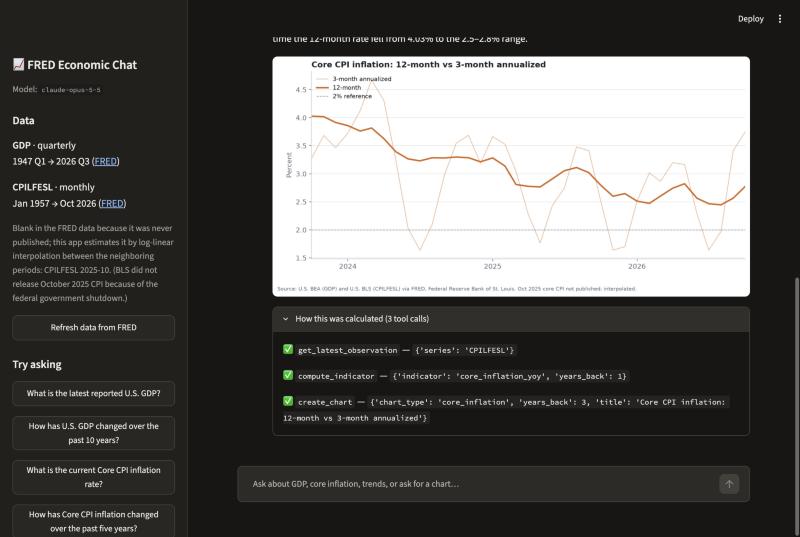 Deploy
time the 12-month rate fell from 4.03% to the 2.5–2.8% range.
FRED Economic Chat
Model: claude-opus-5-5
Data
GDP · quarterly
1947 Q1 → 2026 Q3 (FRED)
CPILFESL · monthly
Jan 1957 → Oct 2026 (FRED)
Blank in the FRED data because it was never
published; this app estimates it by log-linear
interpolation between the neighboring
periods: CPILFESL 2025-10. (BLS did not
release October 2025 CPI because of the
federal government shutdown.)
Refresh data from FRED
Try asking
What is the latest reported U.S. GDP?
How has U.S. GDP changed over the
past 10 years?
What is the current Core CPI inflation
rate?
How has Core CPI inflation changed
over the past five years?
Core CPI inflation: 12-month vs 3-month annualized
3-month annualized
12-month
2% reference
4.5
4.0
3.5
3.0
2.5
2.0
1.5
Percent
2024
2025
2026
Source: U.S. BEA (GDP) and U.S. BLS (CPILFESL) via FRED, Federal Reserve Bank of St. Louis. Oct 2025 core CPI not published; interpolated.
How this was calculated (3 tool calls)
get_latest_observation — {'series': 'CPILFESL'}
compute_indicator — {'indicator': 'core_inflation_yoy', 'years_back': 1}
create_chart — {'chart_type': 'core_inflation', 'years_back': 3, 'title': 'Core CPI inflation:
12-month vs 3-month annualized'}
Ask about GDP, core inflation, trends, or ask for a chart…